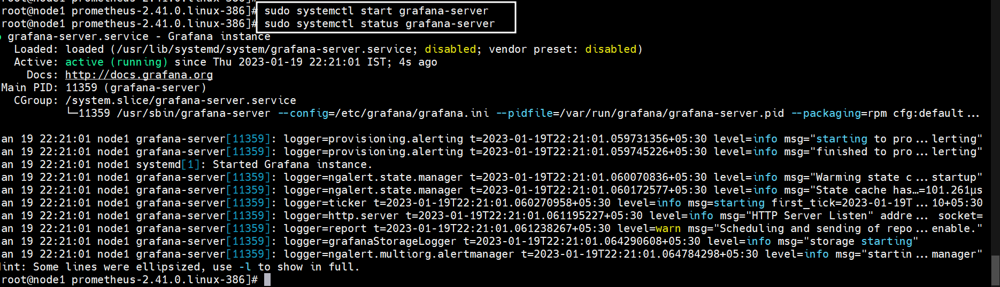 root@node1 prometheus-2.41.0.linux-386]#
root@node1 prometheus-2.41.0.linux-386]# sudo systemctl start grafana-server
root@node1 prometheus-2.41.0.linux-386]# sudo systemctl status grafana-server
grafana-server.service - Grafana instance
Loaded: loaded (/usr/lib/systemd/system/grafana-server.service; disabled; vendor preset: disabled)
Active: active (running) since Thu 2023-01-19 22:21:01 IST; 4s ago
Docs: http://docs.grafana.org
Main PID: 11359 (grafana-server)
CGroup: /system.slice/grafana-server.service
└─11359 /usr/sbin/grafana-server --config=/etc/grafana/grafana.ini --pidfile=/var/run/grafana/grafana-server.pid --packaging=rpm cfg:default...
an 19 22:21:01 node1 grafana-server[11359]: logger=provisioning.alerting t=2023-01-19T22:21:01.059731356+05:30 level=info msg="starting to pro...lerting"
an 19 22:21:01 node1 grafana-server[11359]: logger=provisioning.alerting t=2023-01-19T22:21:01.059745226+05:30 level=info msg="finished to pro...lerting"
an 19 22:21:01 node1 systemd[1]: Started Grafana instance.
an 19 22:21:01 node1 grafana-server[11359]: logger=ngalert.state.manager t=2023-01-19T22:21:01.060070836+05:30 level=info msg="Warming state c...startup"
an 19 22:21:01 node1 grafana-server[11359]: logger=ngalert.state.manager t=2023-01-19T22:21:01.060172577+05:30 level=info msg="State cache has…=101.261µs
an 19 22:21:01 node1 grafana-server[11359]: logger=ticker t=2023-01-19T22:21:01.060270958+05:30 level=info msg=starting first_tick=2023-01-19T...10+05:30
an 19 22:21:01 node1 grafana-server[11359]: logger=http.server t=2023-01-19T22:21:01.061195227+05:30 level=info msg="HTTP Server Listen" addre... socket=
an 19 22:21:01 node1 grafana-server[11359]: logger=report t=2023-01-19T22:21:01.061238267+05:30 level=warn msg="Scheduling and sending of repo...enable."
an 19 22:21:01 node1 grafana-server[11359]: logger=grafanaStorageLogger t=2023-01-19T22:21:01.064290608+05:30 level=info msg="storage starting"
an 19 22:21:01 node1 grafana-server[11359]: logger=ngalert.multiorg.alertmanager t=2023-01-19T22:21:01.064784298+05:30 level=info msg="startin...manager"
int: Some lines were ellipsized, use -l to show in full.
root@node1 prometheus-2.41.0.linux-386]#